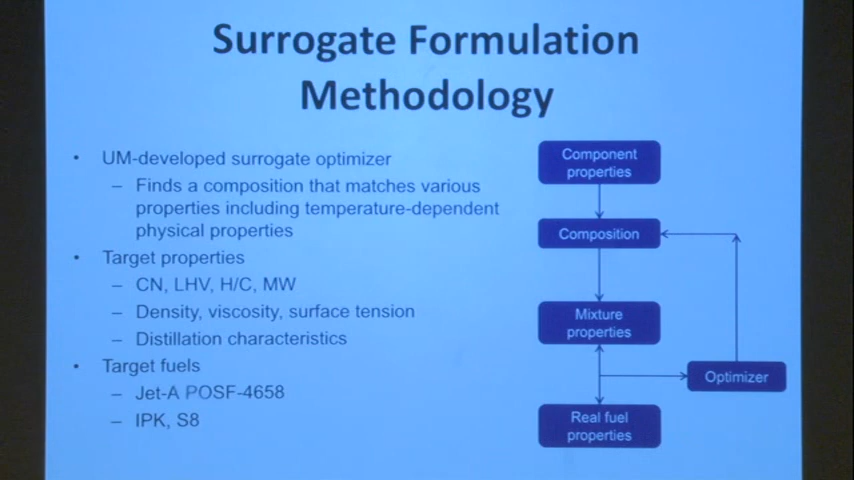 Surrogate Formulation
Methodology
• UM-developed surrogate optimizer
– Finds a composition that matches various
properties including temperature-dependent
physical properties
• Target properties
– CN, LHV, H/C, MW
– Density, viscosity, surface tension
– Distillation characteristics
• Target fuels
– Jet-A POSF-4658
– IPK, S8
Component
properties
Composition
Mixture
properties
Optimizer
Real fuel
properties